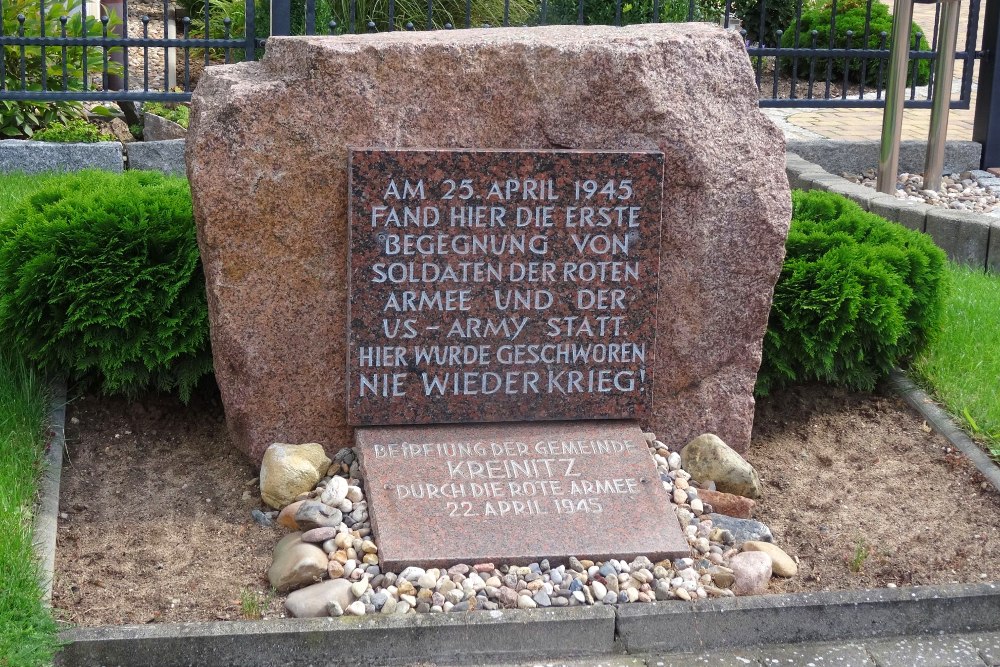 AM 25. APRIL 1945
FAND HIER DIE ERSTE
BEGEGNUNG VON
SOLDATEN DER ROTEN
ARMEE UND DER
US-ARMY STATT.
HIER WURDE GESCHWOREN
NIE WIEDER KRIEG!
BEFREIUNG DER GEMEINDE
KREINITZ
DURCH DIE ROTE ARMEE
22. APRIL 1945